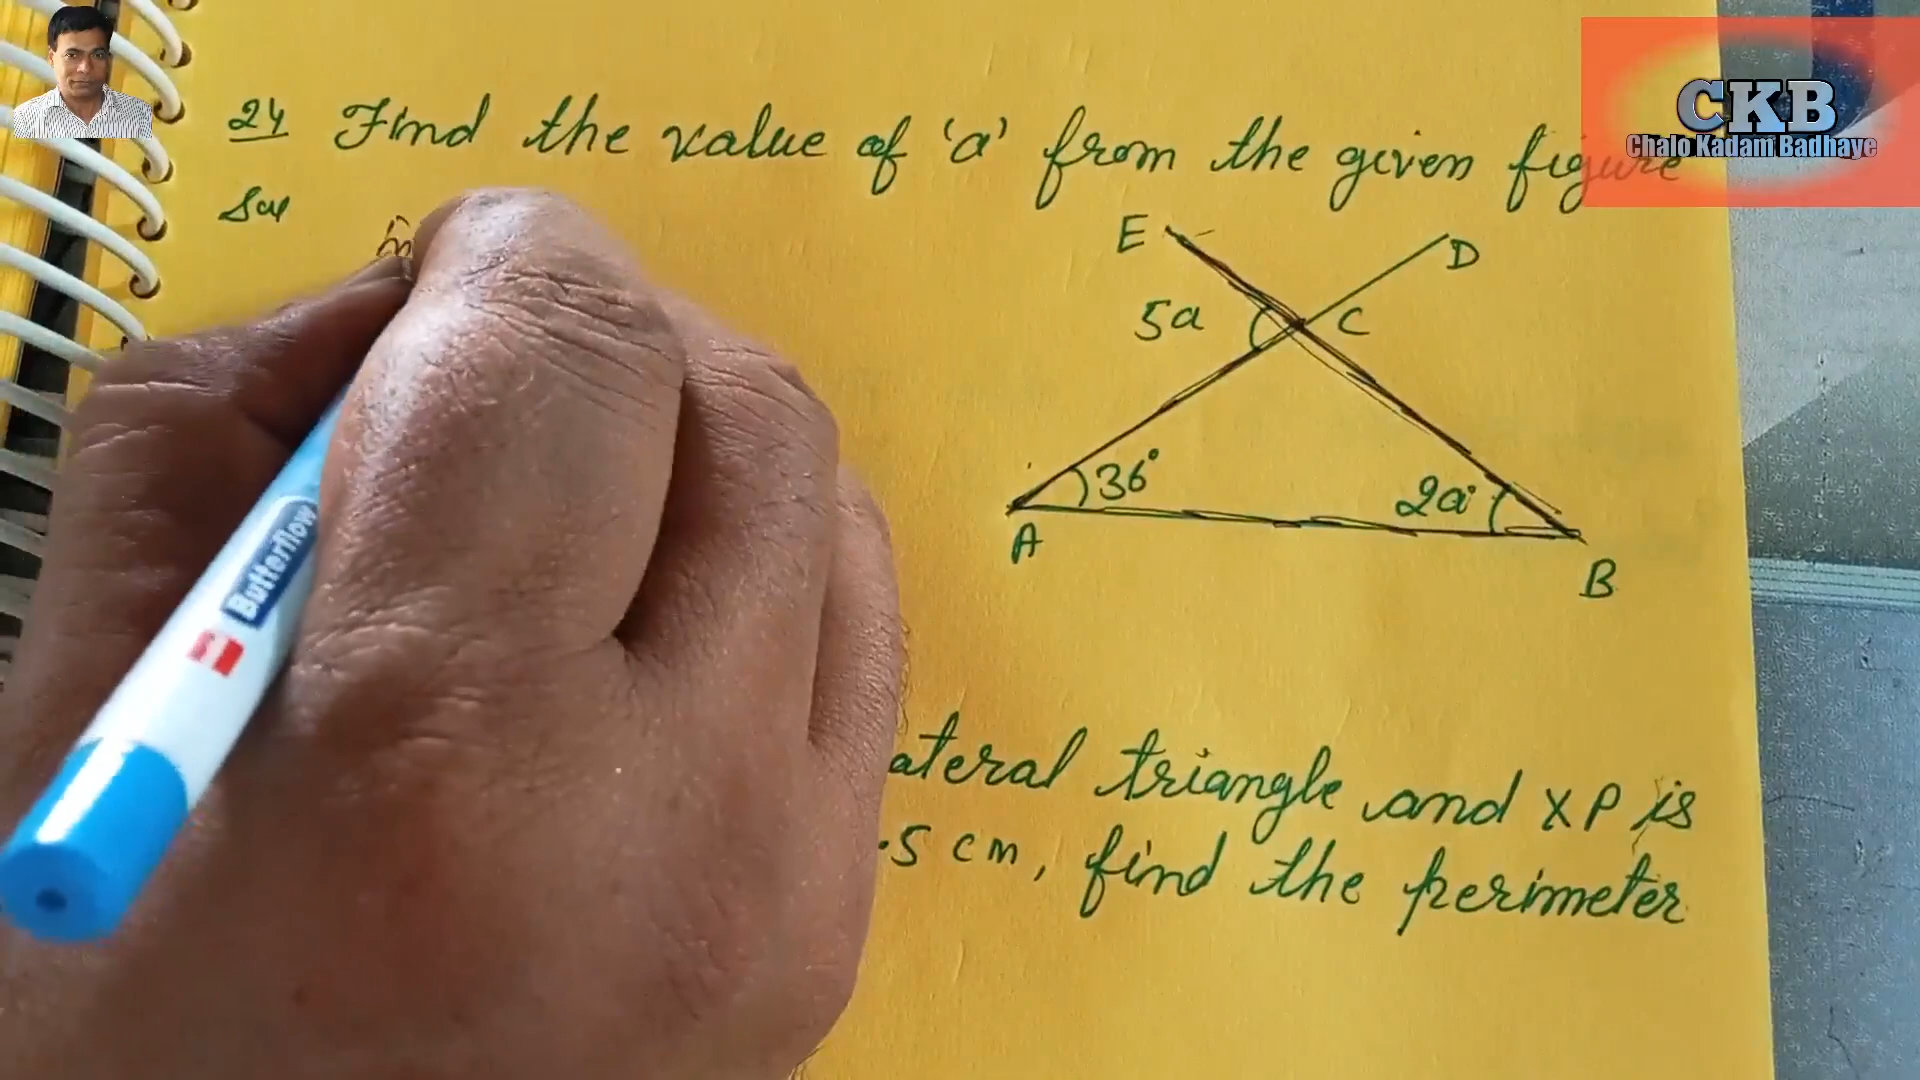 24 Find the value of 'a' from the given figure
Sol
in
E
D
5a
C
36°
2a
A
B
ateral triangle and XP is
.5 cm, find the perimeter
Butterflow
CKB
Chalo Kadam Badhaye